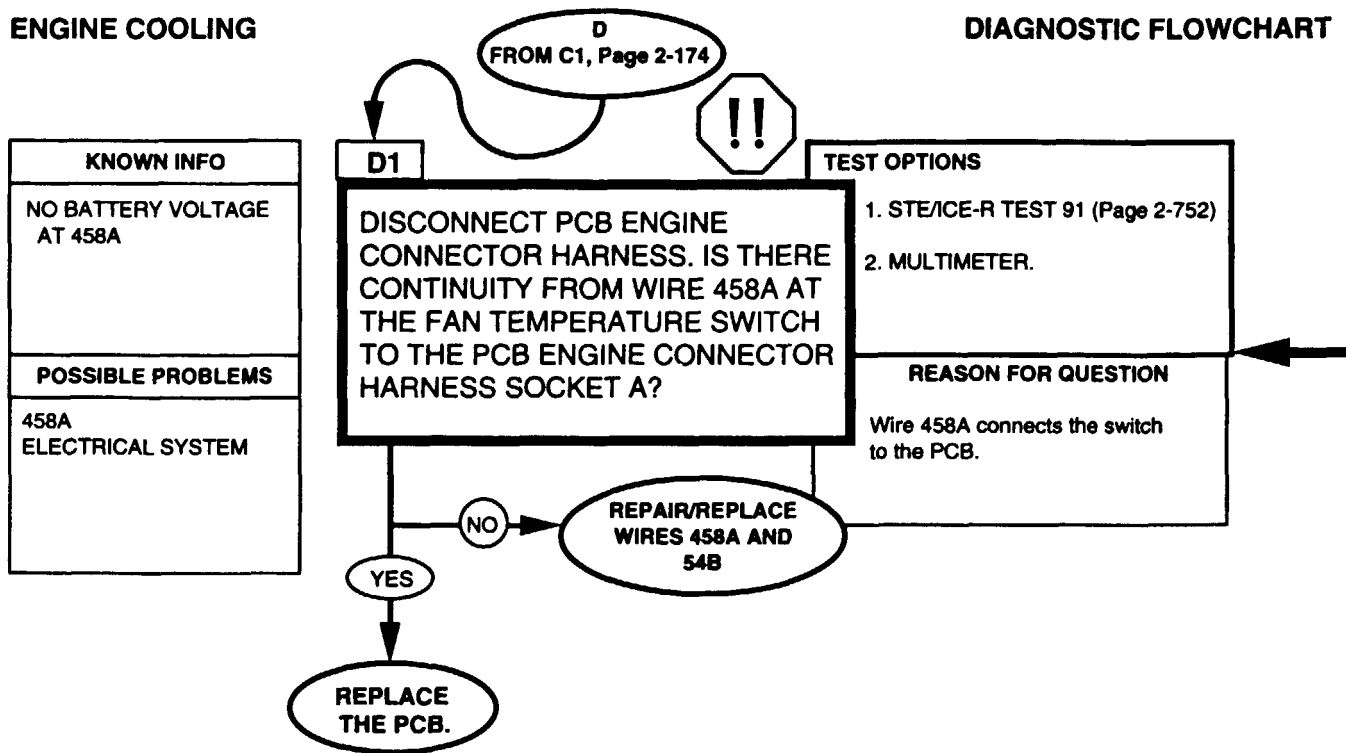 ENGINE COOLING
DIAGNOSTIC FLOWCHART
D
FROM C1, Page 2-174
!!
KNOWN INFO
NO BATTERY VOLTAGE
AT 458A
POSSIBLE PROBLEMS
458A
ELECTRICAL SYSTEM
D1
DISCONNECT PCB ENGINE
CONNECTOR HARNESS. IS THERE
CONTINUITY FROM WIRE 458A AT
THE FAN TEMPERATURE SWITCH
TO THE PCB ENGINE CONNECTOR
HARNESS SOCKET A?
TEST OPTIONS
1. STE/ICE-R TEST 91 (Page 2-752)
2. MULTIMETER.
REASON FOR QUESTION
Wire 458A connects the switch
to the PCB.
NO
REPAIR/REPLACE
WIRES 458A AND
54B
YES
REPLACE
THE PCB.